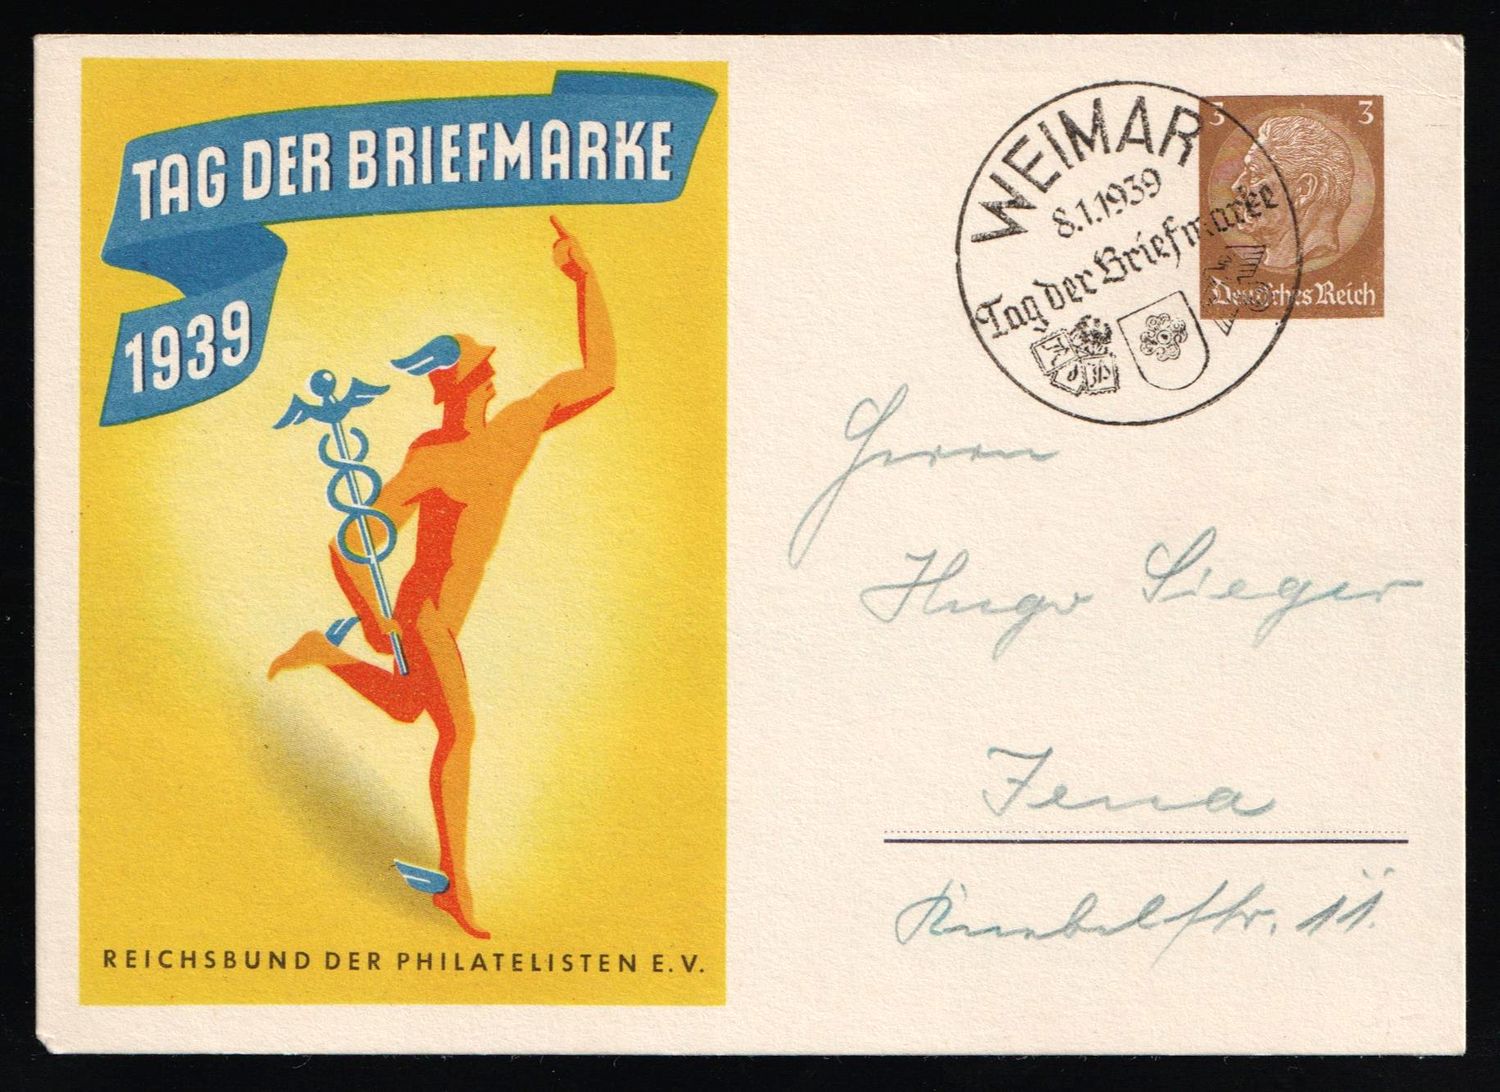 TAG DER BRIEFMARKE
1939
REICHSBUND DER PHILATELISTEN E.V.
WEIMAR
8.1.1939
Tag der Briefmarke
3 3
Deutsches Reich
Herrn
Hugo Sieger
Jena
11.